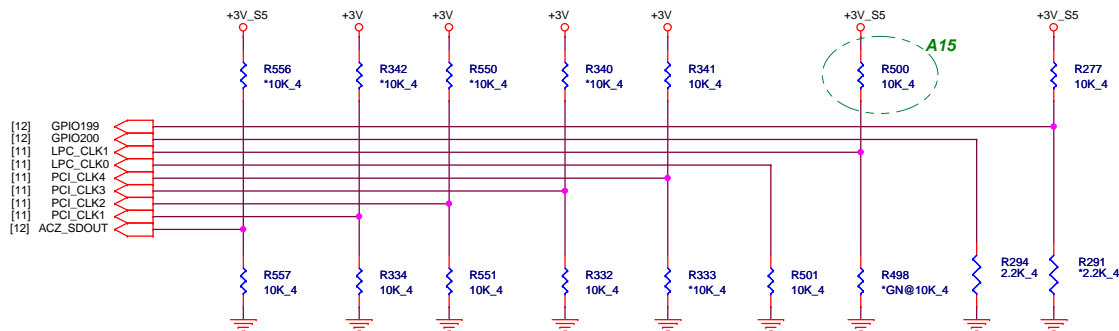 +3V_S5 +3V +3V +3V +3V +3V_S5 +3V_S5
A15
R556 R342 R550 R340 R341 R500 R277
*10K_4 *10K_4 *10K_4 *10K_4 10K_4 10K_4 10K_4
[12] GPIO199
[12] GPIO200
[11] LPC_CLK1
[11] LPC_CLK0
[11] PCI_CLK4
[11] PCI_CLK3
[11] PCI_CLK2
[11] PCI_CLK1
[12] ACZ_SDOUT
R557 R334 R551 R332 R333 R501 R498 R294 R291
10K_4 10K_4 10K_4 10K_4 *10K_4 10K_4 *GN@10K_4 2.2K_4 *2.2K_4